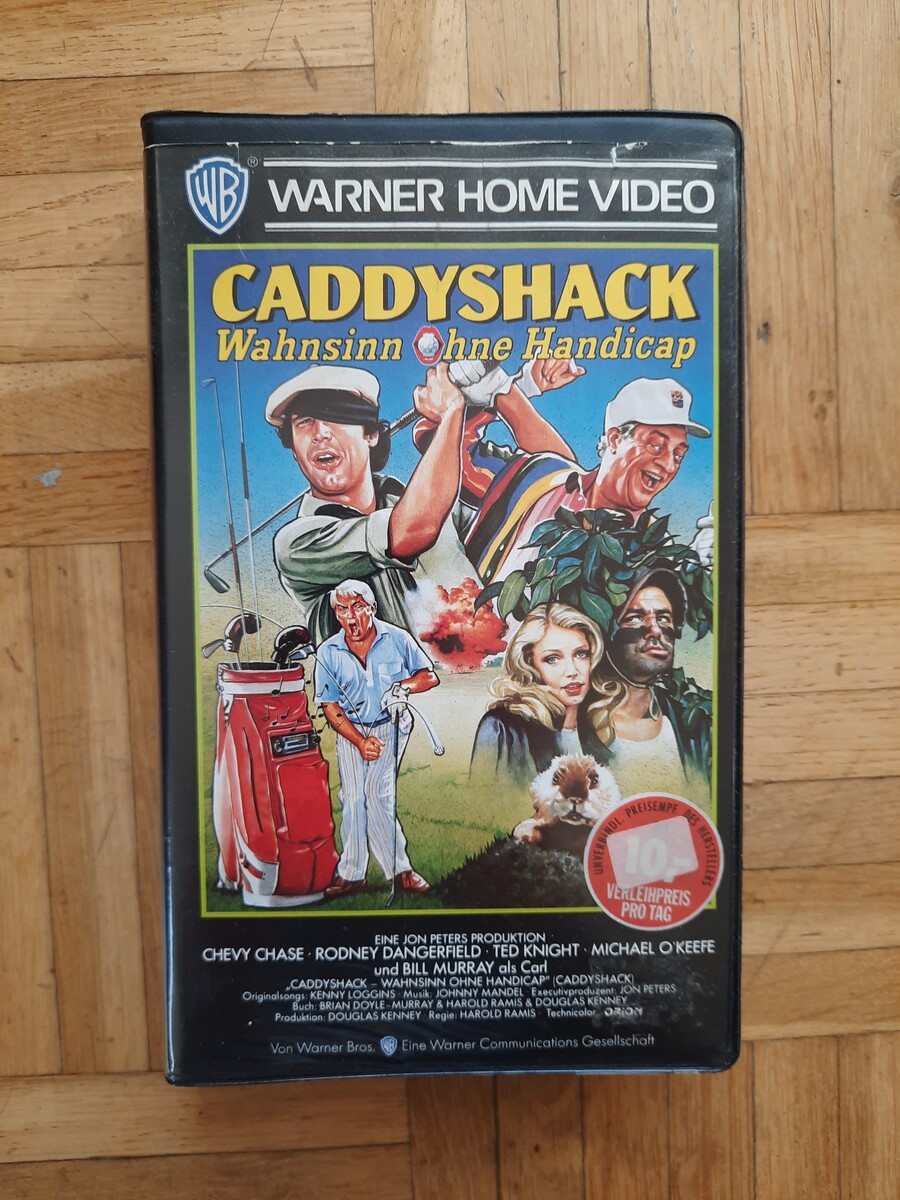 WB ® WARNER HOME VIDEO
CADDYSHACK
Wahnsinn Ohne Handicap
UNVERBINDL. PREISEMPF. DES HERSTELLERS
10,-
VERLEIHPREIS
PRO TAG
EINE JON PETERS PRODUKTION
CHEVY CHASE · RODNEY DANGERFIELD · TED KNIGHT · MICHAEL O'KEEFE
und BILL MURRAY als Carl
„CADDYSHACK – WAHNSINN OHNE HANDICAP" (CADDYSHACK)
Originalsongs: KENNY LOGGINS · Musik: JOHNNY MANDEL · Executivproduzent: JON PETERS
Buch: BRIAN DOYLE-MURRAY & HAROLD RAMIS & DOUGLAS KENNEY
Produktion: DOUGLAS KENNEY · Regie: HAROLD RAMIS · Technicolor ORION
Von Warner Bros. WB Eine Warner Communications Gesellschaft